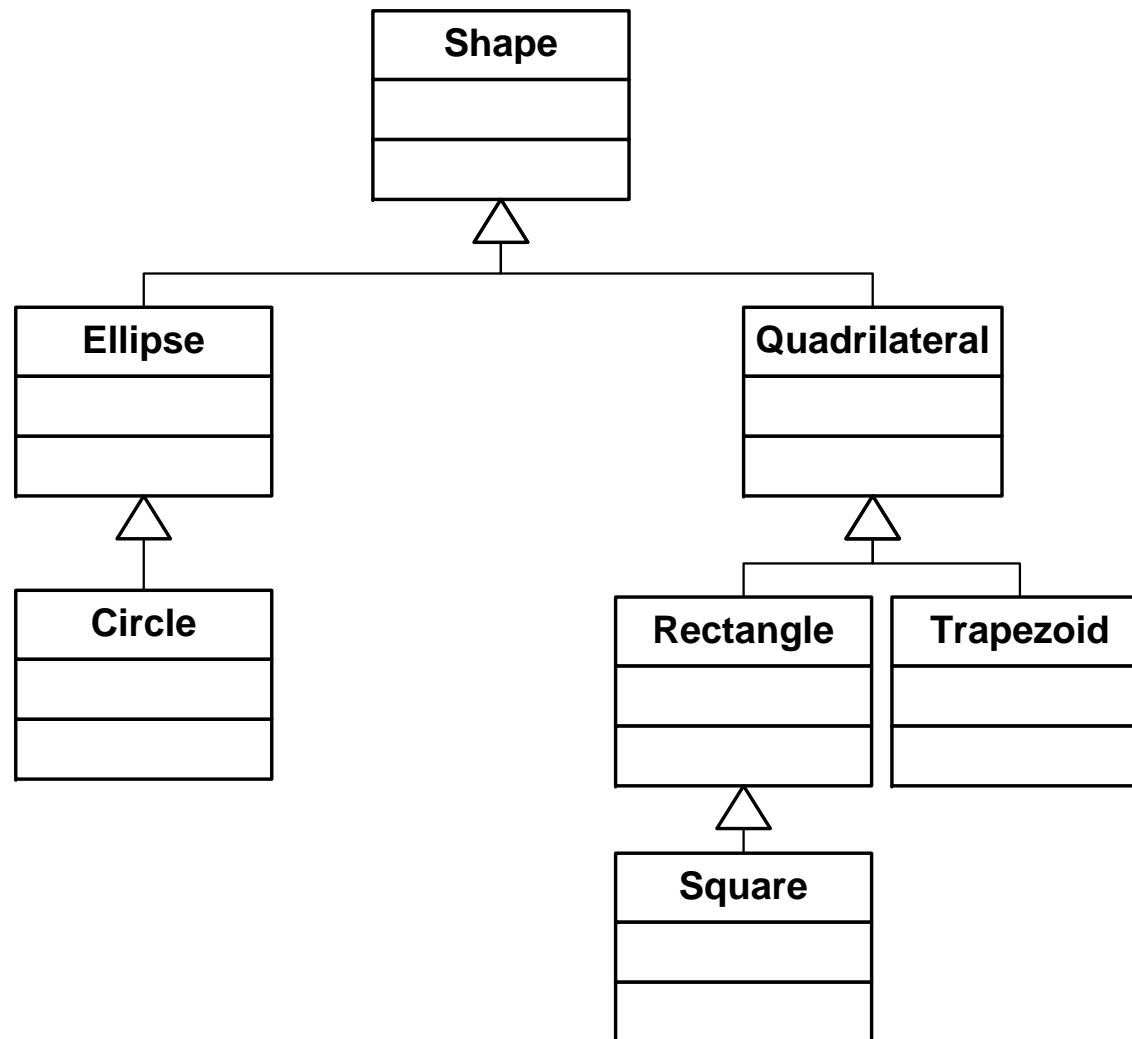 Shape
Ellipse
Quadrilateral
Circle
Rectangle
Trapezoid
Square